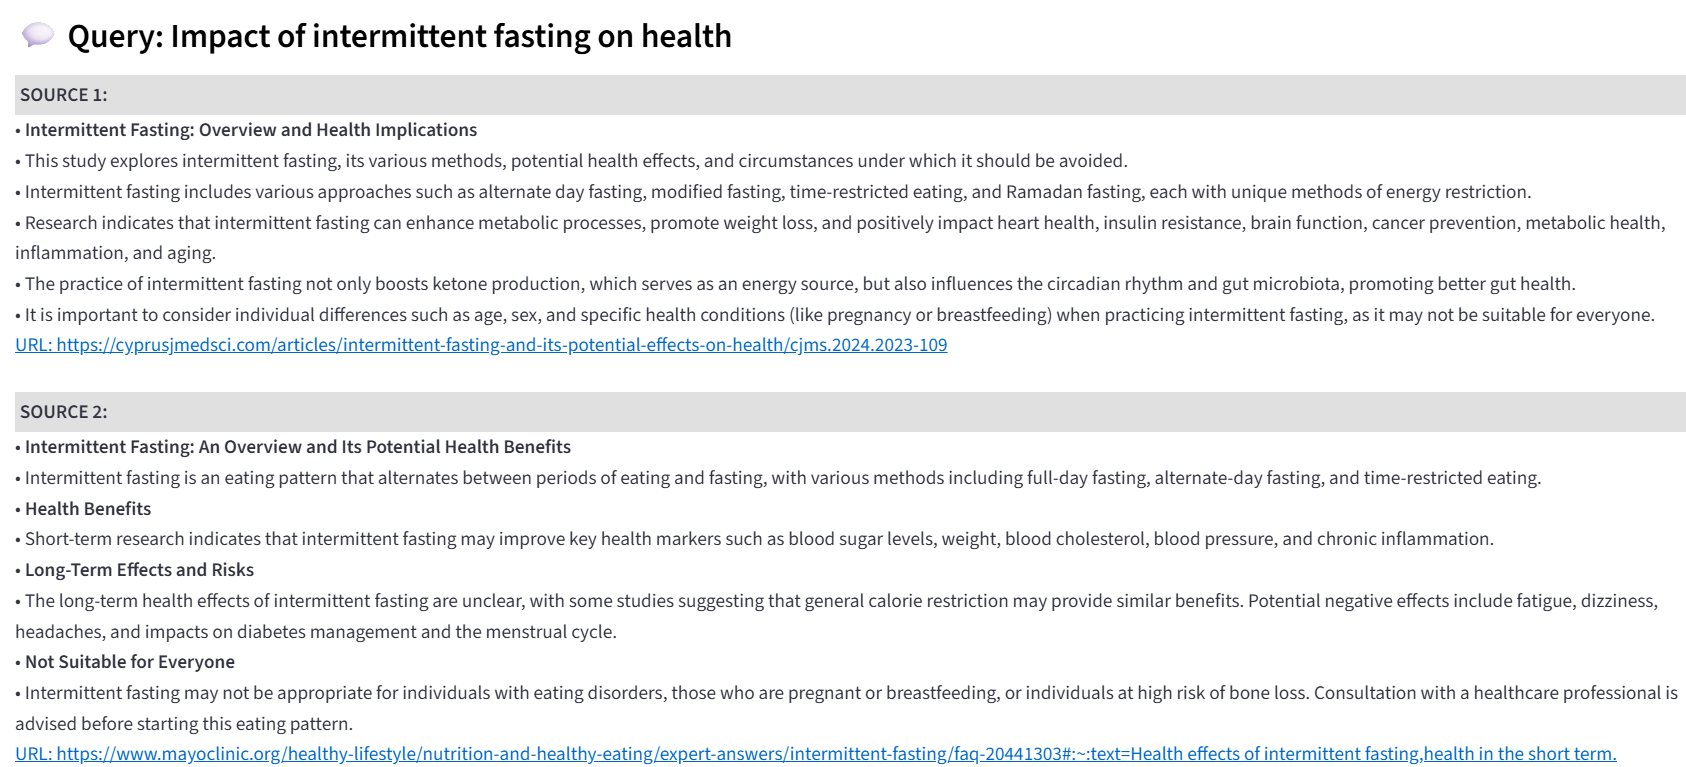 Query: Impact of intermittent fasting on health
SOURCE 1:
• Intermittent Fasting: Overview and Health Implications
• This study explores intermittent fasting, its various methods, potential health effects, and circumstances under which it should be avoided.
• Intermittent fasting includes various approaches such as alternate day fasting, modified fasting, time-restricted eating, and Ramadan fasting, each with unique methods of energy restriction.
• Research indicates that intermittent fasting can enhance metabolic processes, promote weight loss, and positively impact heart health, insulin resistance, brain function, cancer prevention, metabolic health,
inflammation, and aging.
• The practice of intermittent fasting not only boosts ketone production, which serves as an energy source, but also influences the circadian rhythm and gut microbiota, promoting better gut health.
• It is important to consider individual differences such as age, sex, and specific health conditions (like pregnancy or breastfeeding) when practicing intermittent fasting, as it may not be suitable for everyone.
URL: https://cyprusjmedsci.com/articles/intermittent-fasting-and-its-potential-effects-on-health/cjms.2024.2023-109
SOURCE 2:
• Intermittent Fasting: An Overview and Its Potential Health Benefits
• Intermittent fasting is an eating pattern that alternates between periods of eating and fasting, with various methods including full-day fasting, alternate-day fasting, and time-restricted eating.
• Health Benefits
• Short-term research indicates that intermittent fasting may improve key health markers such as blood sugar levels, weight, blood cholesterol, blood pressure, and chronic inflammation.
• Long-Term Effects and Risks
• The long-term health effects of intermittent fasting are unclear, with some studies suggesting that general calorie restriction may provide similar benefits. Potential negative effects include fatigue, dizziness,
headaches, and impacts on diabetes management and the menstrual cycle.
• Not Suitable for Everyone
• Intermittent fasting may not be appropriate for individuals with eating disorders, those who are pregnant or breastfeeding, or individuals at high risk of bone loss. Consultation with a healthcare professional is
advised before starting this eating pattern.
URL: https://www.mayoclinic.org/healthy-lifestyle/nutrition-and-healthy-eating/expert-answers/intermittent-fasting/faq-20441303#:~:text=Health effects of intermittent fasting,health in the short term.